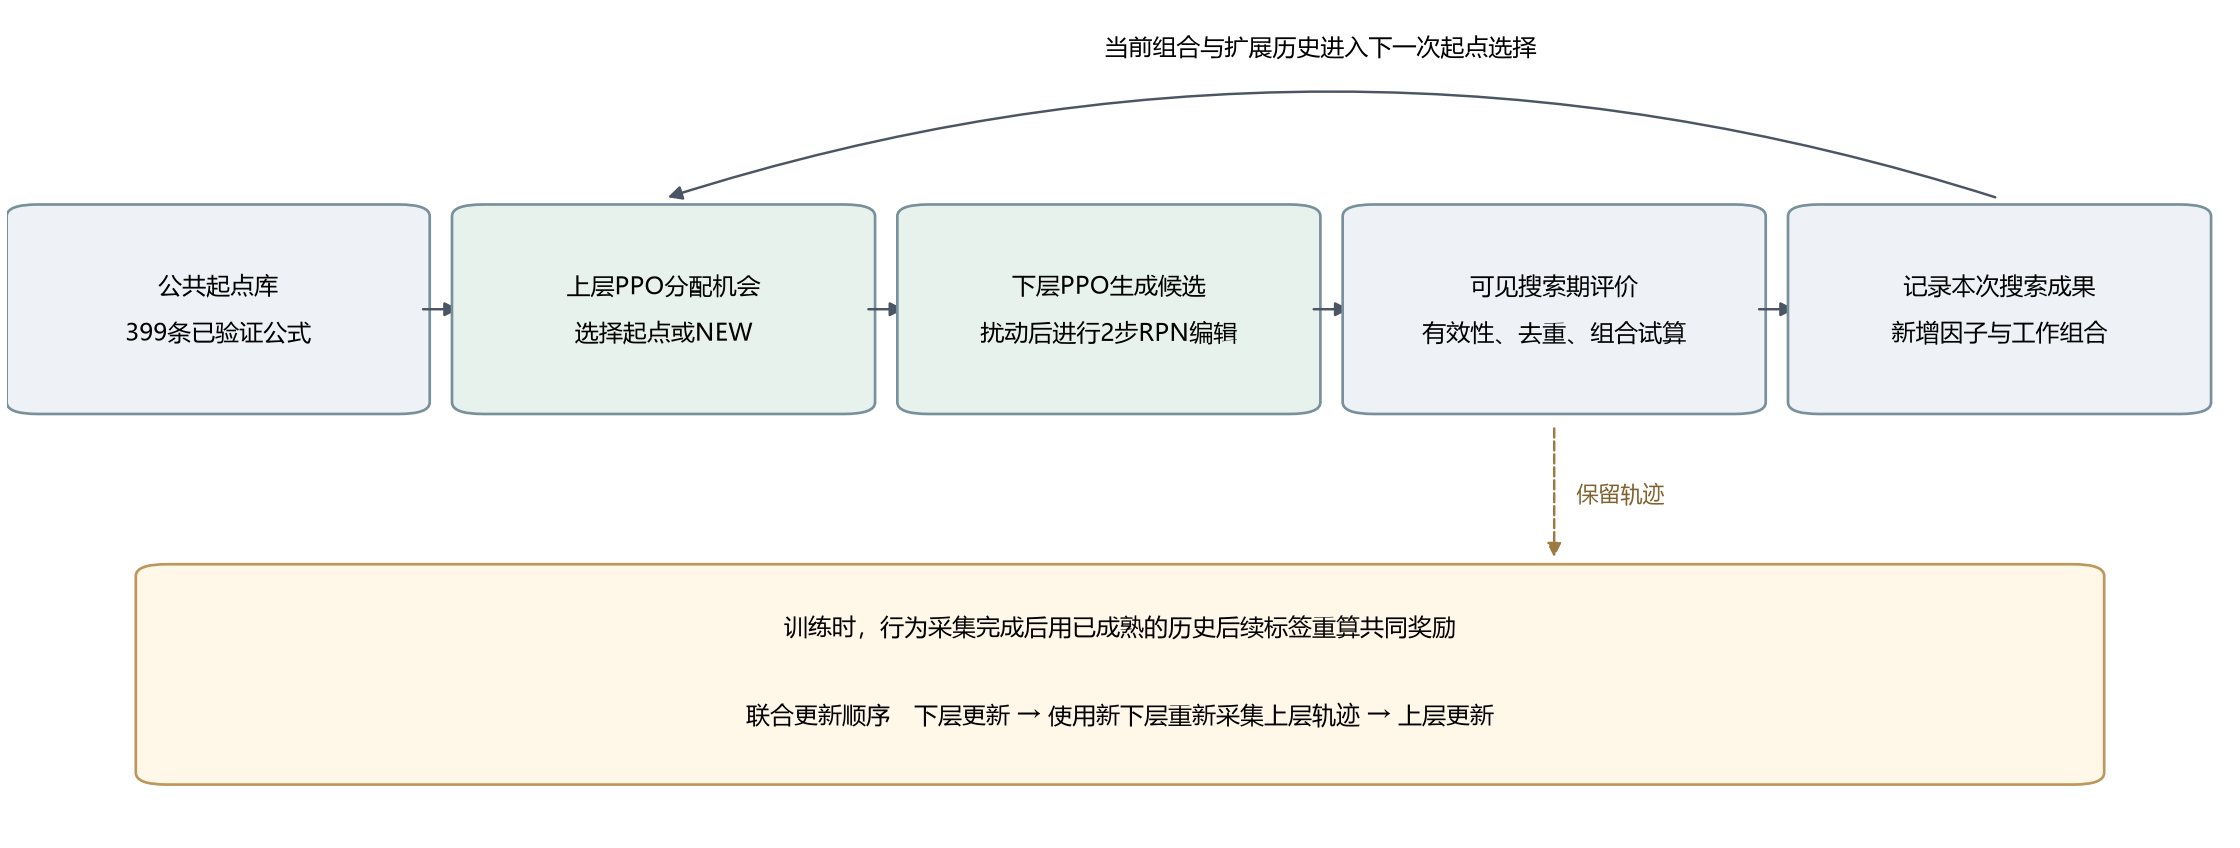 当前组合与扩展历史进入下一次起点选择
公共起点库
399条已验证公式
上层PPO分配机会
选择起点或NEW
下层PPO生成候选
扰动后进行2步RPN编辑
可见搜索期评价
有效性、去重、组合试算
记录本次搜索成果
新增因子与工作组合
保留轨迹
训练时，行为采集完成后用已成熟的历史后续标签重算共同奖励
联合更新顺序　下层更新 → 使用新下层重新采集上层轨迹 → 上层更新